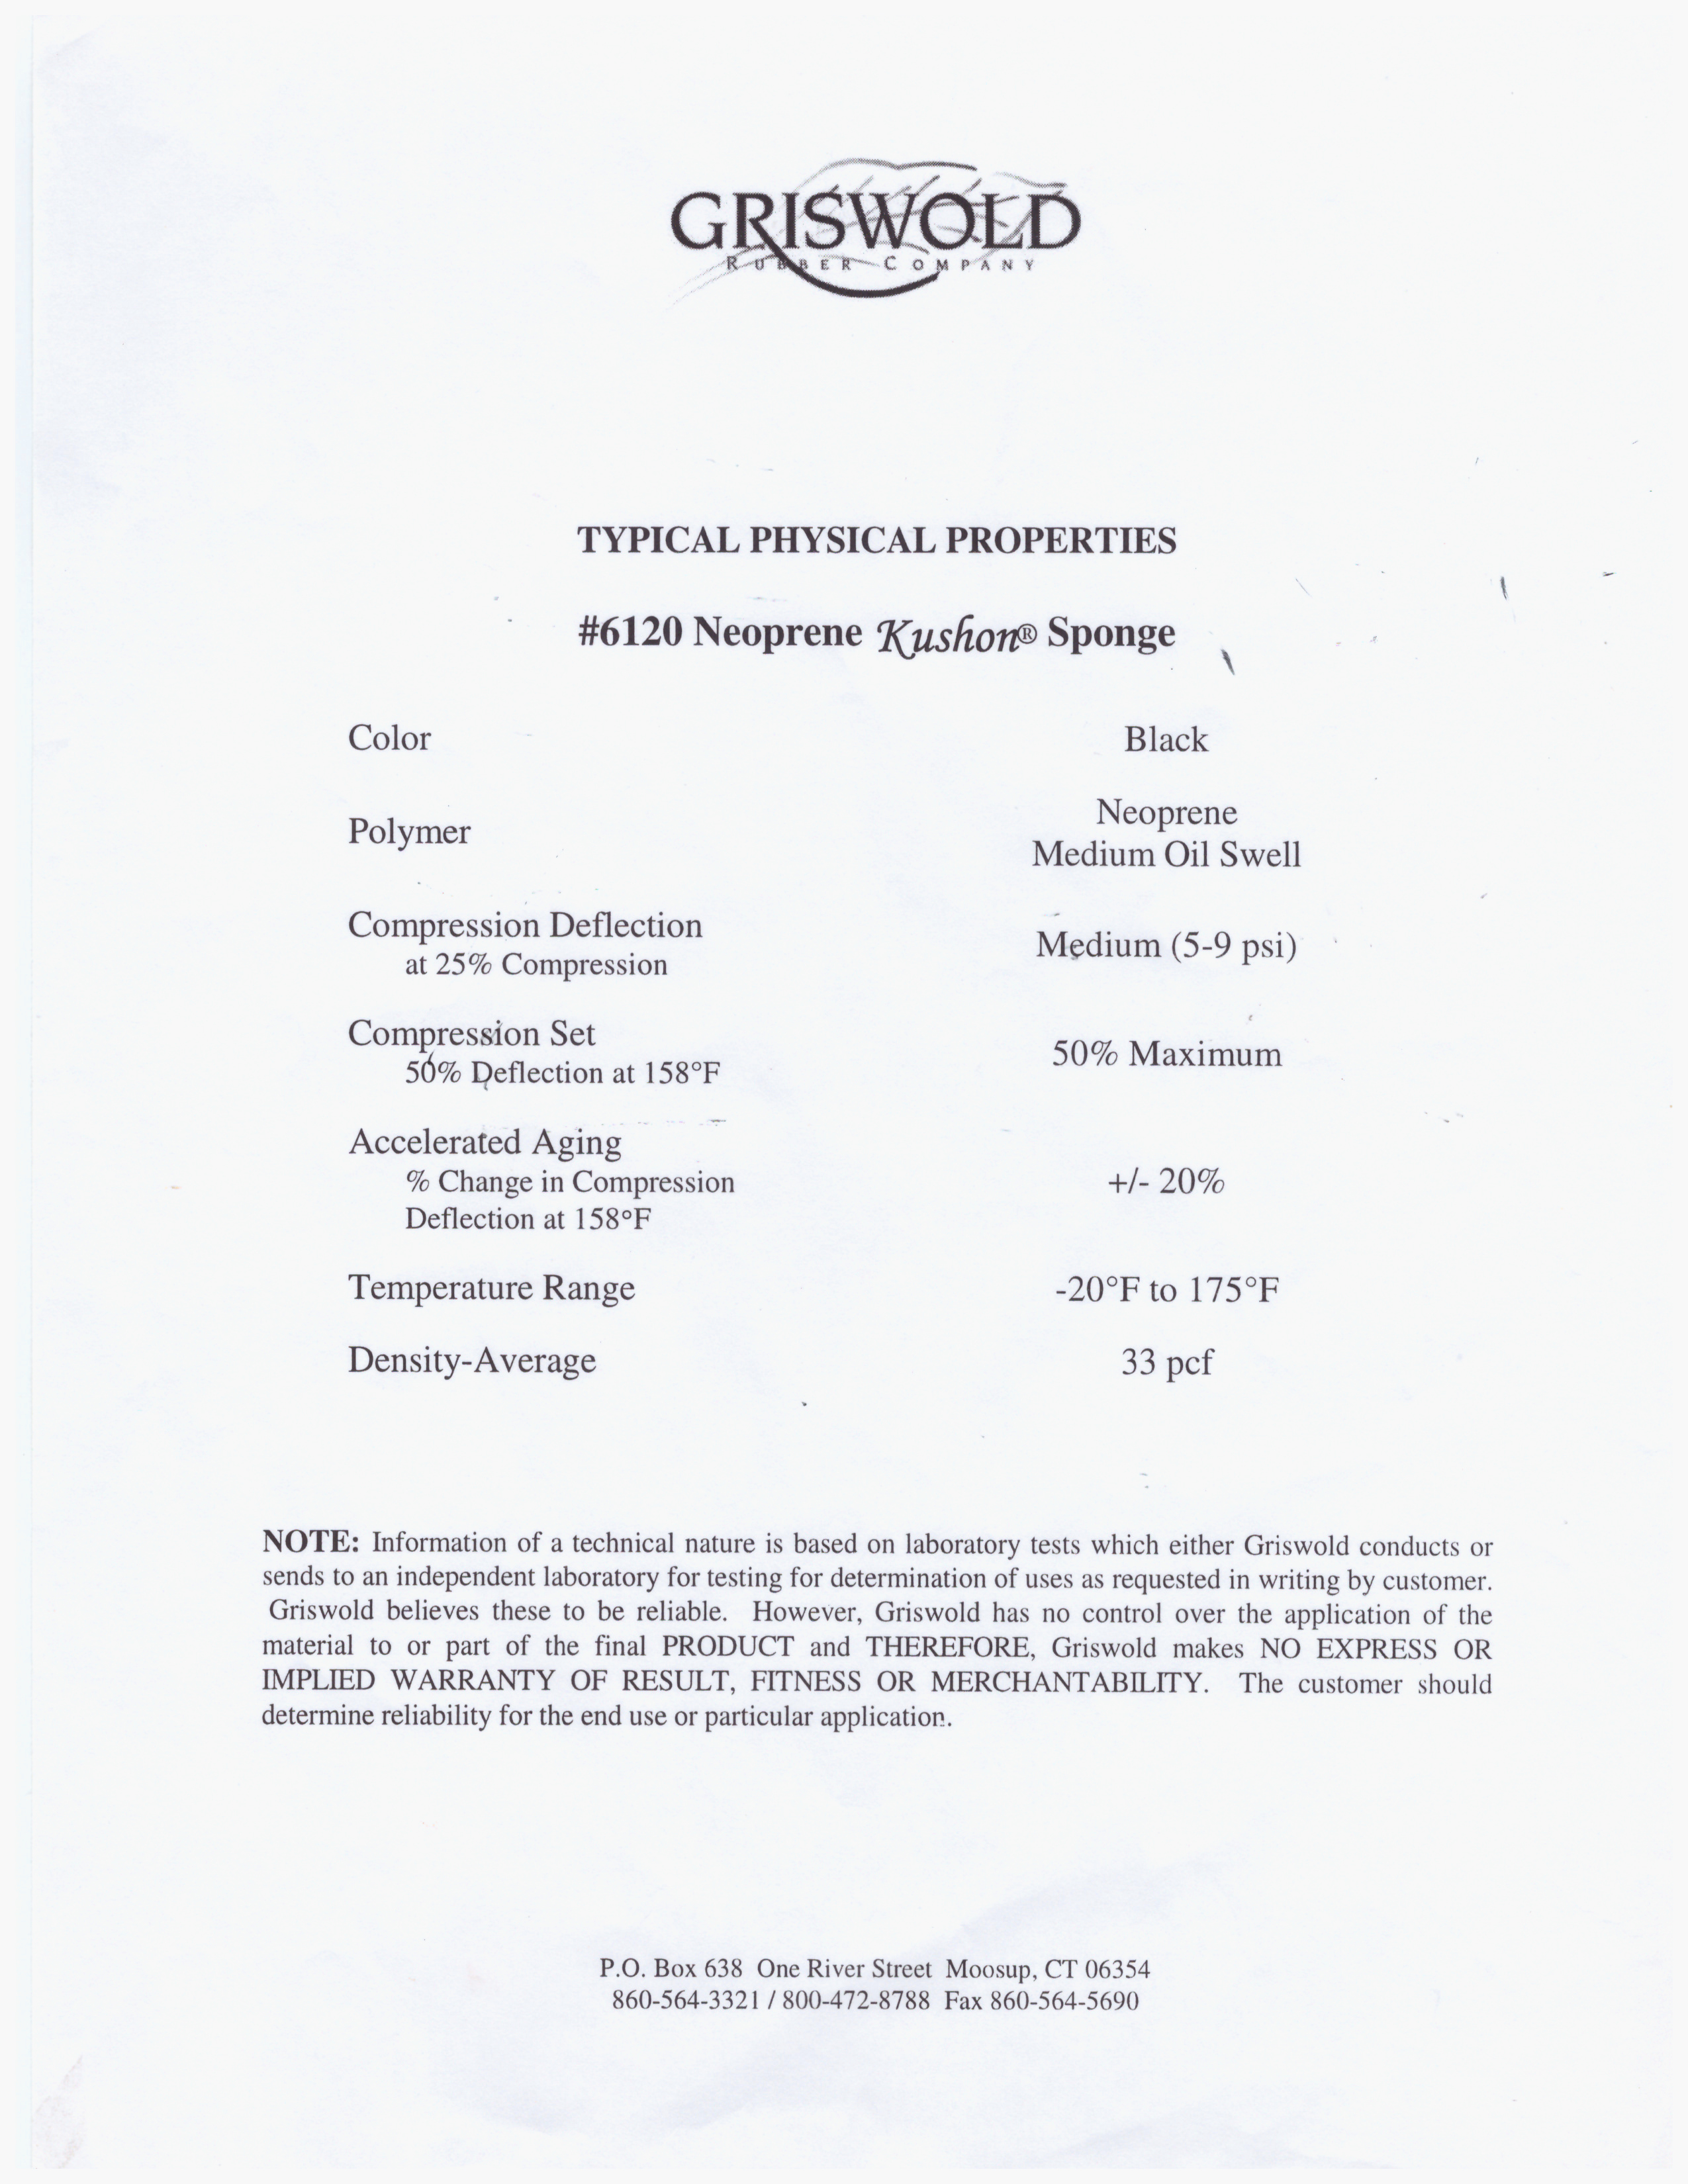 GRISWOLD
RUBBER COMPANY
TYPICAL PHYSICAL PROPERTIES
#6120 Neoprene Kushon® Sponge
Color Black
Polymer Neoprene
Medium Oil Swell
Compression Deflection
at 25% Compression Medium (5-9 psi)
Compression Set
50% Deflection at 158°F 50% Maximum
Accelerated Aging
% Change in Compression +/- 20%
Deflection at 158°F
Temperature Range -20°F to 175°F
Density-Average 33 pcf
NOTE: Information of a technical nature is based on laboratory tests which either Griswold conducts or
sends to an independent laboratory for testing for determination of uses as requested in writing by customer.
Griswold believes these to be reliable. However, Griswold has no control over the application of the
material to or part of the final PRODUCT and THEREFORE, Griswold makes NO EXPRESS OR
IMPLIED WARRANTY OF RESULT, FITNESS OR MERCHANTABILITY. The customer should
determine reliability for the end use or particular application.
P.O. Box 638 One River Street Moosup, CT 06354
860-564-3321 / 800-472-8788 Fax 860-564-5690